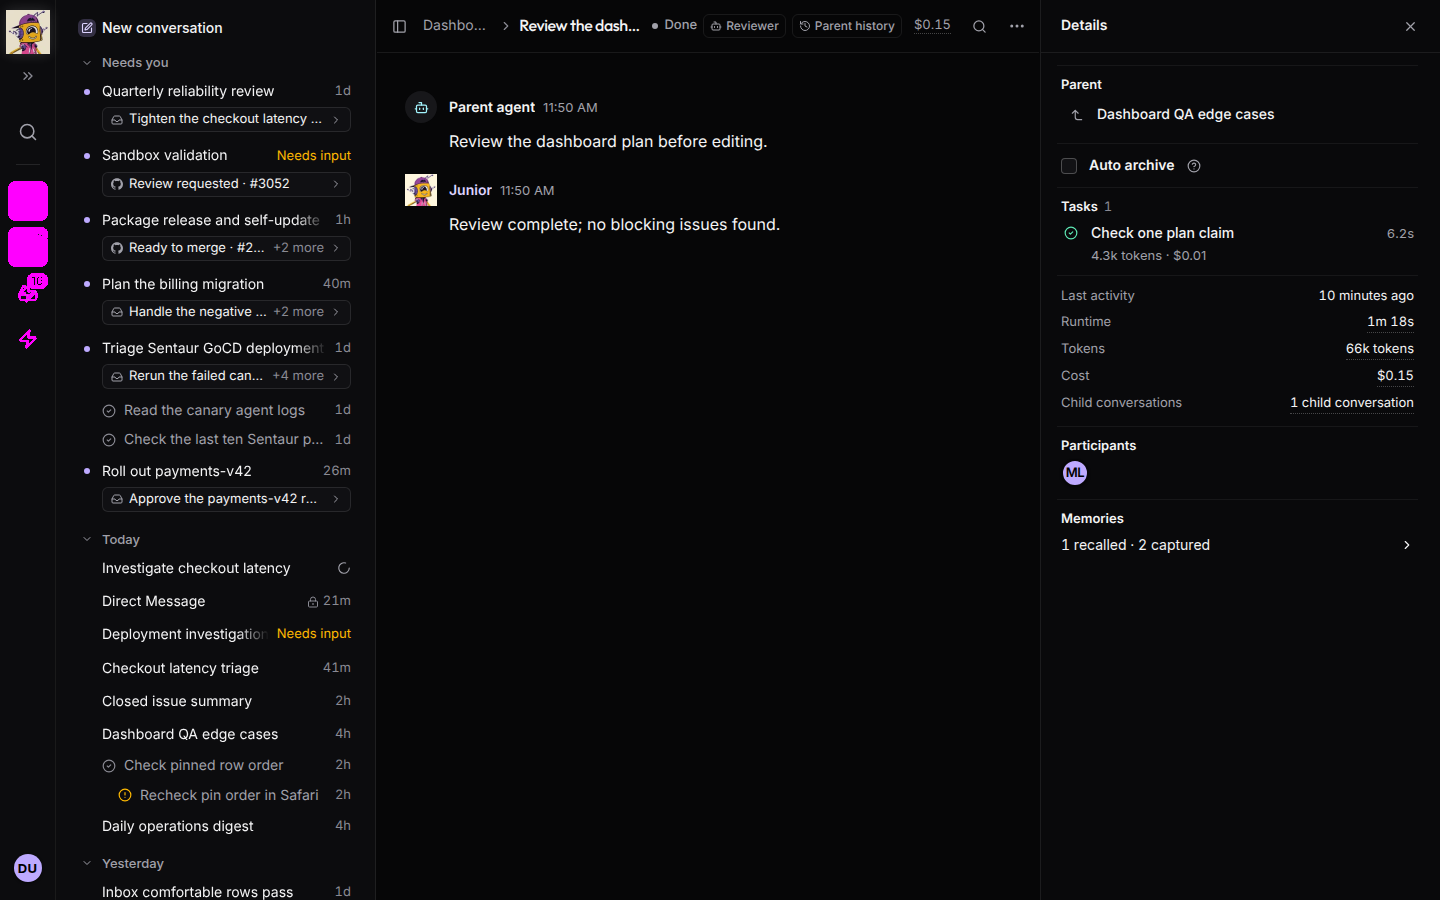 New conversation
Needs you
Quarterly reliability review 1d
Tighten the checkout latency ...
Sandbox validation Needs input
Review requested · #3052
Package release and self-update 1h
Ready to merge · #2... +2 more
Plan the billing migration 40m
Handle the negative ... +2 more
Triage Sentaur GoCD deployment 1d
Rerun the failed can... +4 more
Read the canary agent logs 1d
Check the last ten Sentaur p... 1d
Roll out payments-v42 26m
Approve the payments-v42 r...
Today
Investigate checkout latency
Direct Message 21m
Deployment investigation Needs input
Checkout latency triage 41m
Closed issue summary 2h
Dashboard QA edge cases 4h
Check pinned row order 2h
Recheck pin order in Safari 2h
Daily operations digest 4h
Yesterday
Inbox comfortable rows pass 1d
DU
Dashbo... Review the dash... Done Reviewer Parent history $0.15
Parent agent 11:50 AM
Review the dashboard plan before editing.
Junior 11:50 AM
Review complete; no blocking issues found.
Details
Parent
Dashboard QA edge cases
Auto archive
Tasks 1
Check one plan claim 6.2s
4.3k tokens · $0.01
Last activity 10 minutes ago
Runtime 1m 18s
Tokens 66k tokens
Cost $0.15
Child conversations 1 child conversation
Participants
ML
Memories
1 recalled · 2 captured